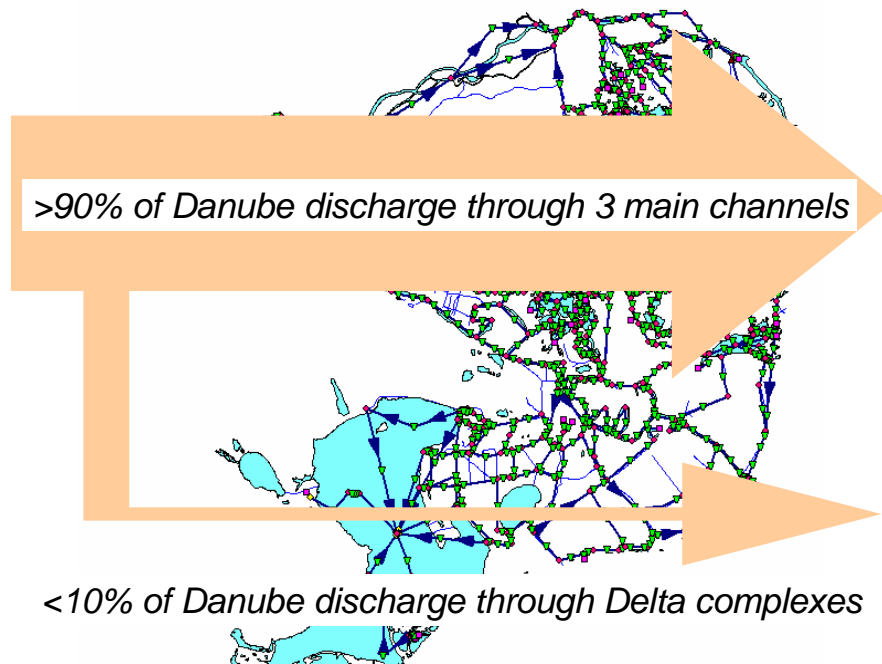 >90% of Danube discharge through 3 main channels
<10% of Danube discharge through Delta complexes